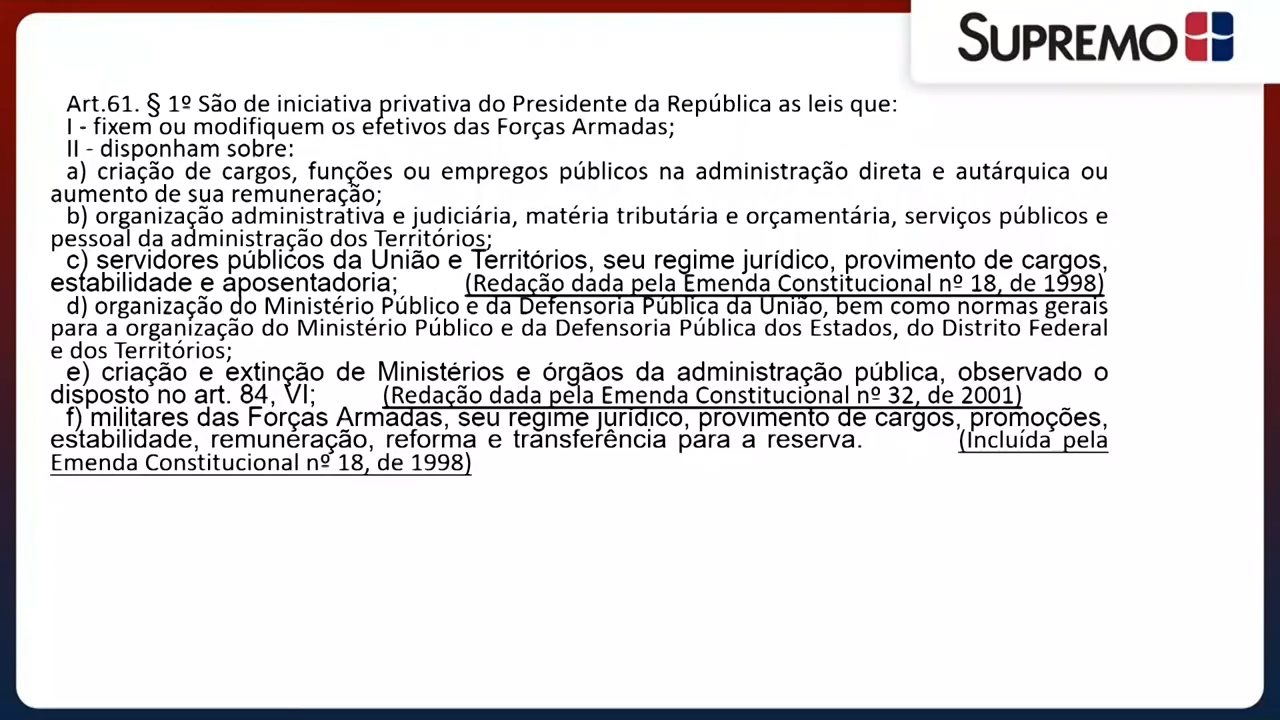 SUPREMO
Art.61. § 1º São de iniciativa privativa do Presidente da República as leis que:
I - fixem ou modifiquem os efetivos das Forças Armadas;
II - disponham sobre:
a) criação de cargos, funções ou empregos públicos na administração direta e autárquica ou
aumento de sua remuneração;
b) organização administrativa e judiciária, matéria tributária e orçamentária, serviços públicos e
pessoal da administração dos Territórios;
c) servidores públicos da União e Territórios, seu regime jurídico, provimento de cargos,
estabilidade e aposentadoria; (Redação dada pela Emenda Constitucional nº 18, de 1998)
d) organização do Ministério Público e da Defensoria Pública da União, bem como normas gerais
para a organização do Ministério Público e da Defensoria Pública dos Estados, do Distrito Federal
e dos Territórios;
e) criação e extinção de Ministérios e órgãos da administração pública, observado o
disposto no art. 84, VI; (Redação dada pela Emenda Constitucional nº 32, de 2001)
f) militares das Forças Armadas, seu regime jurídico, provimento de cargos, promoções,
estabilidade, remuneração, reforma e transferência para a reserva. (Incluída pela
Emenda Constitucional nº 18, de 1998)